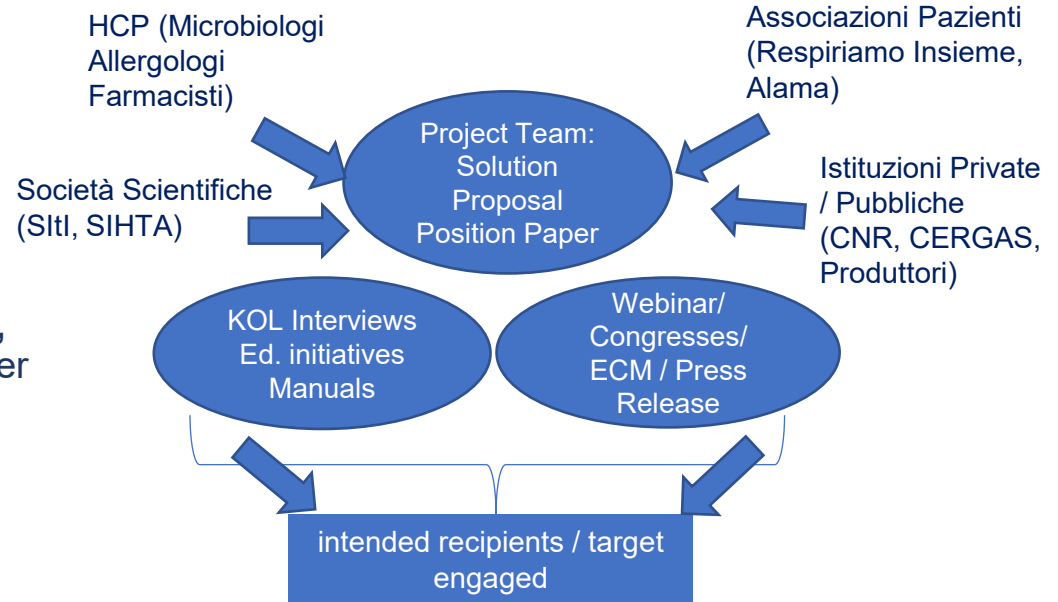 HCP (Microbiologi
Allergologi
Farmacisti)
Associazioni Pazienti
(Respiriamo Insieme,
Alama)
Project Team:
Solution
Proposal
Position Paper
Società Scientifiche
(SItI, SIHTA)
Istituzioni Private
/ Pubbliche
(CNR, CERGAS,
Produttori)
,
er
KOL Interviews
Ed. initiatives
Manuals
Webinar/
Congresses/
ECM / Press
Release
intended recipients / target
engaged